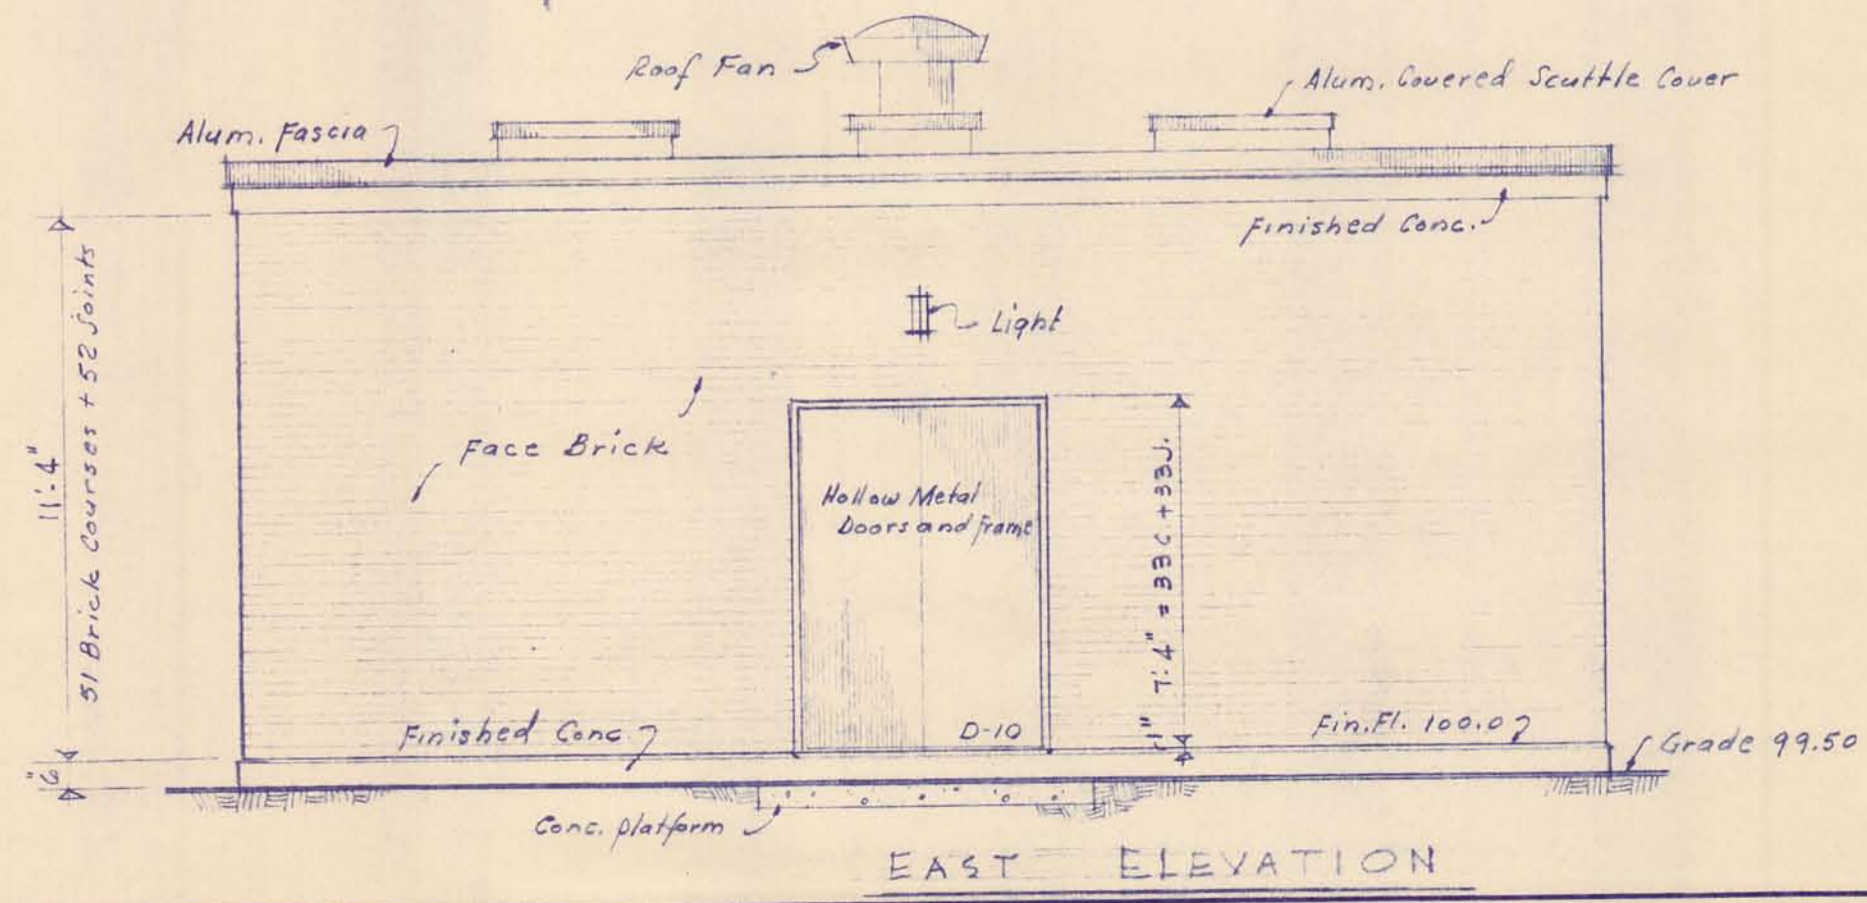 Roof Fan
Alum. Covered Scuttle Cover
Alum. Fascia
Finished Conc.
Light
Face Brick
11'-4"
51 Brick Courses + 52 Joints
Hollow Metal
Doors and Frame
7'-4" = 33C. + 33J.
1"
D-10
Finished Conc.
Fin. Fl. 100.0
Grade 99.50
6"
Conc. platform
EAST ELEVATION